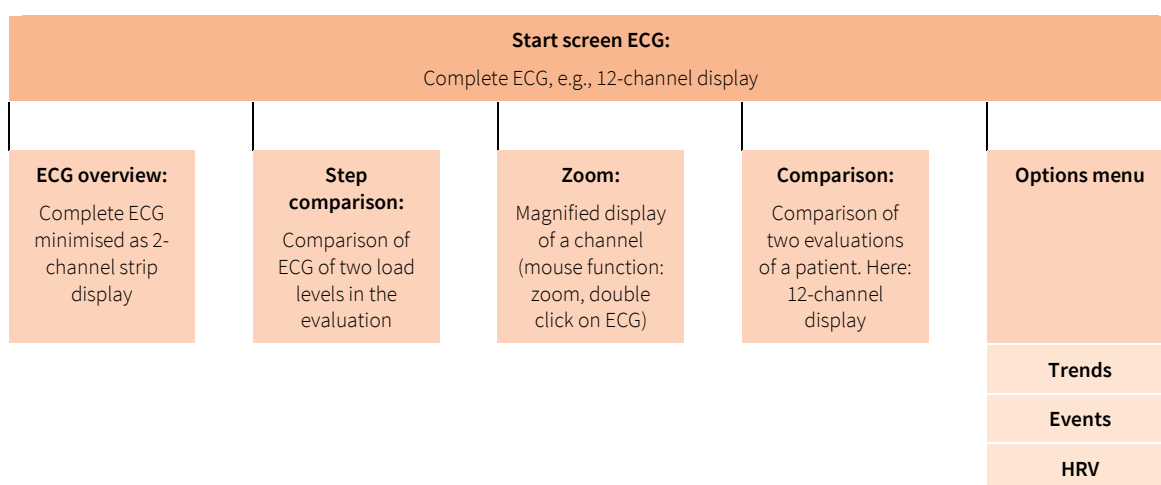 Start screen ECG:
Complete ECG, e.g., 12-channel display
ECG overview:
Complete ECG
minimised as 2-
channel strip
display
Step
comparison:
Comparison of
ECG of two load
levels in the
evaluation
Zoom:
Magnified display
of a channel
(mouse function:
zoom, double
click on ECG)
Comparison:
Comparison of
two evaluations
of a patient. Here:
12-channel
display
Options menu
Trends
Events
HRV